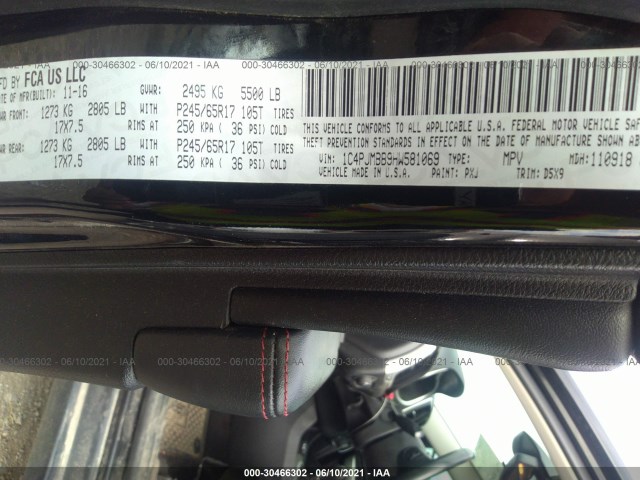 000-30466302 - 06/10/2021 - IAA 000-30466302 - 06/10/2021 - IAA 000-30466302 - 06/10/2021 - IAA
FD BY FCA US LLC
DATE OF MFR(BUILT): 11-16 GVWR: 2495 KG 5500 LB
FRONT: 1273 KG 2805 LB WITH P245/65R17 105T TIRES
17X7.5 RIMS AT 250 KPA ( 36 PSI) COLD
REAR: 1273 KG 2805 LB WITH P245/65R17 105T TIRES
17X7.5 RIMS AT 250 KPA ( 36 PSI) COLD
THIS VEHICLE CONFORMS TO ALL APPLICABLE U.S.A. FEDERAL MOTOR VEHICLE
THEFT PREVENTION STANDARDS IN EFFECT ON THE DATE OF MANUFACTURE SHOWN AB
VIN: 1C4PJMBB9HW581069 TYPE: MPV MDH:110918
VEHICLE MADE IN U.S.A. PAINT: PXJ TRIM: D5X9
000-30466302 - 06/10/2021 - IAA 000-30466302 - 06/10/2021 - IAA
000-30466302 - 06/10/2021 - IAA